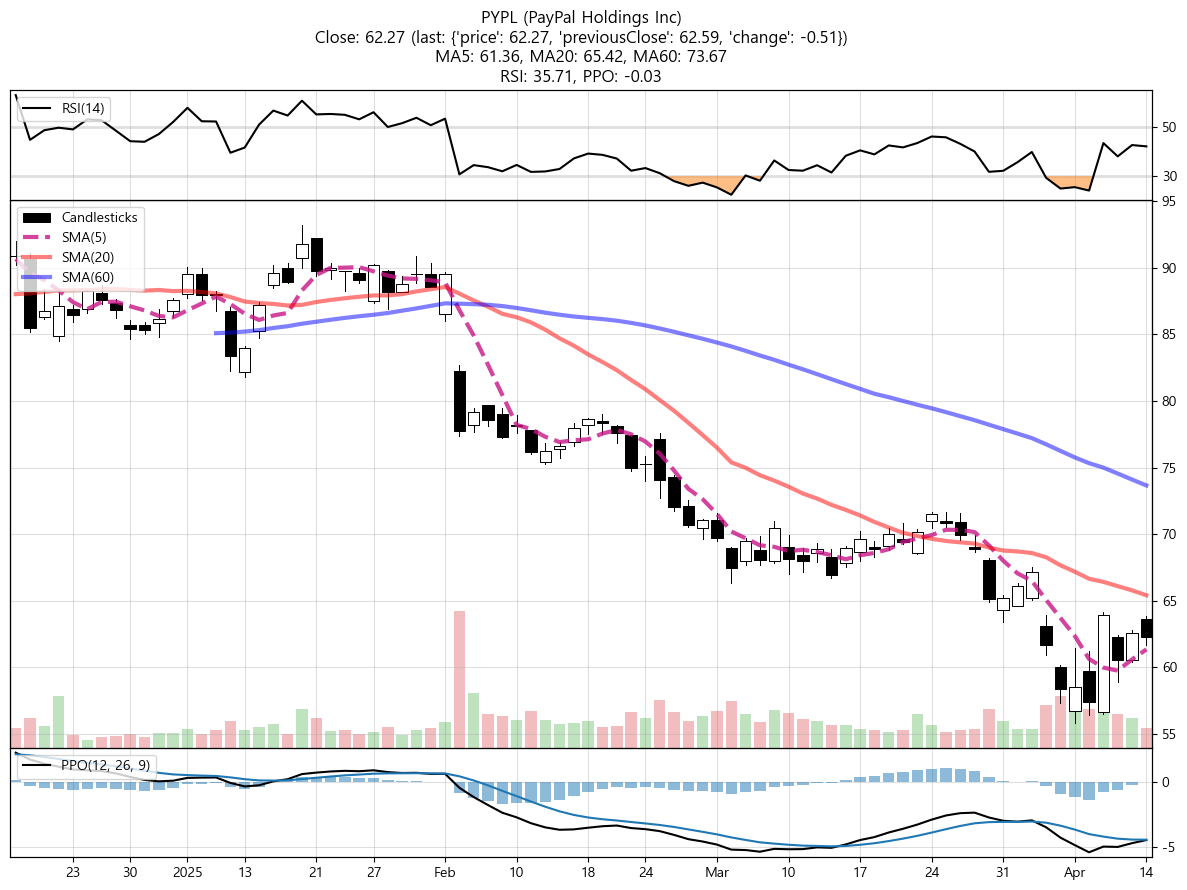 PYPL (PayPal Holdings Inc)
Close: 62.27 (last: {'price': 62.27, 'previousClose': 62.59, 'change': -0.51})
MA5: 61.36, MA20: 65.42, MA60: 73.67
RSI: 35.71, PPO: -0.03
RSI(14)
50
30
95
Candlesticks
SMA(5)
SMA(20)
SMA(60)
90
85
80
75
70
65
60
55
PPO(12, 26, 9)
0
-5
23 30 2025 13 21 27 Feb 10 18 24 Mar 10 17 24 31 Apr 14